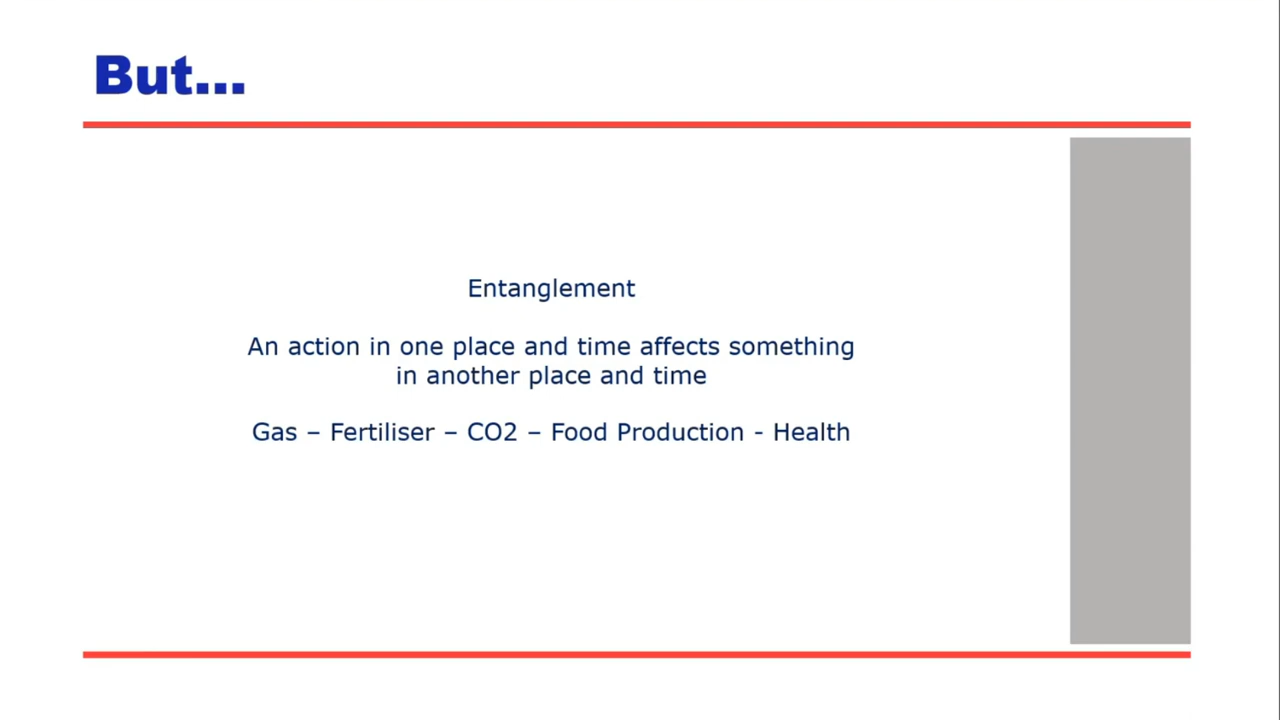 But...
Entanglement
An action in one place and time affects something
in another place and time
Gas – Fertiliser – CO2 – Food Production - Health